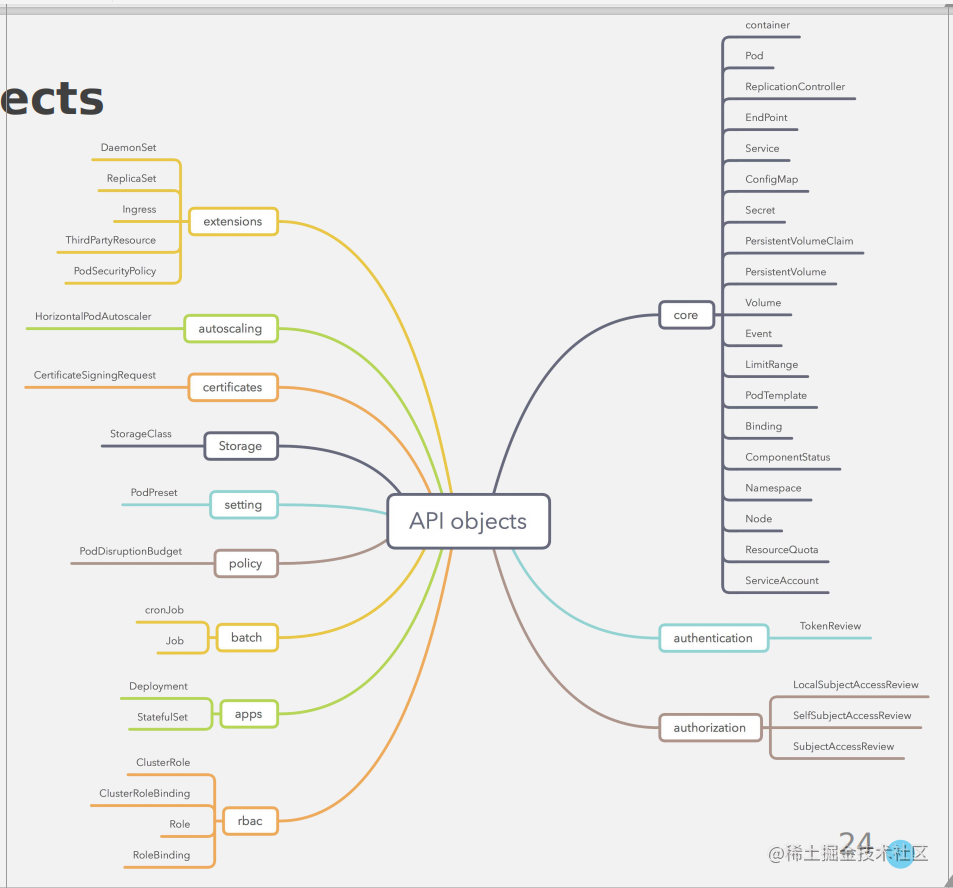 ects
DaemonSet
ReplicaSet
Ingress
ThirdPartyResource
PodSecurityPolicy
extensions
HorizontalPodAutoscaler
autoscaling
CertificateSigningRequest
certificates
StorageClass
Storage
PodPreset
setting
PodDisruptionBudget
policy
cronJob
Job
batch
Deployment
StatefulSet
apps
ClusterRole
ClusterRoleBinding
Role
RoleBinding
rbac
API objects
core
container
Pod
ReplicationController
EndPoint
Service
ConfigMap
Secret
PersistentVolumeClaim
PersistentVolume
Volume
Event
LimitRange
PodTemplate
Binding
ComponentStatus
Namespace
Node
ResourceQuota
ServiceAccount
authentication
TokenReview
authorization
LocalSubjectAccessReview
SelfSubjectAccessReview
SubjectAccessReview
24
@稀土掘金技术社区